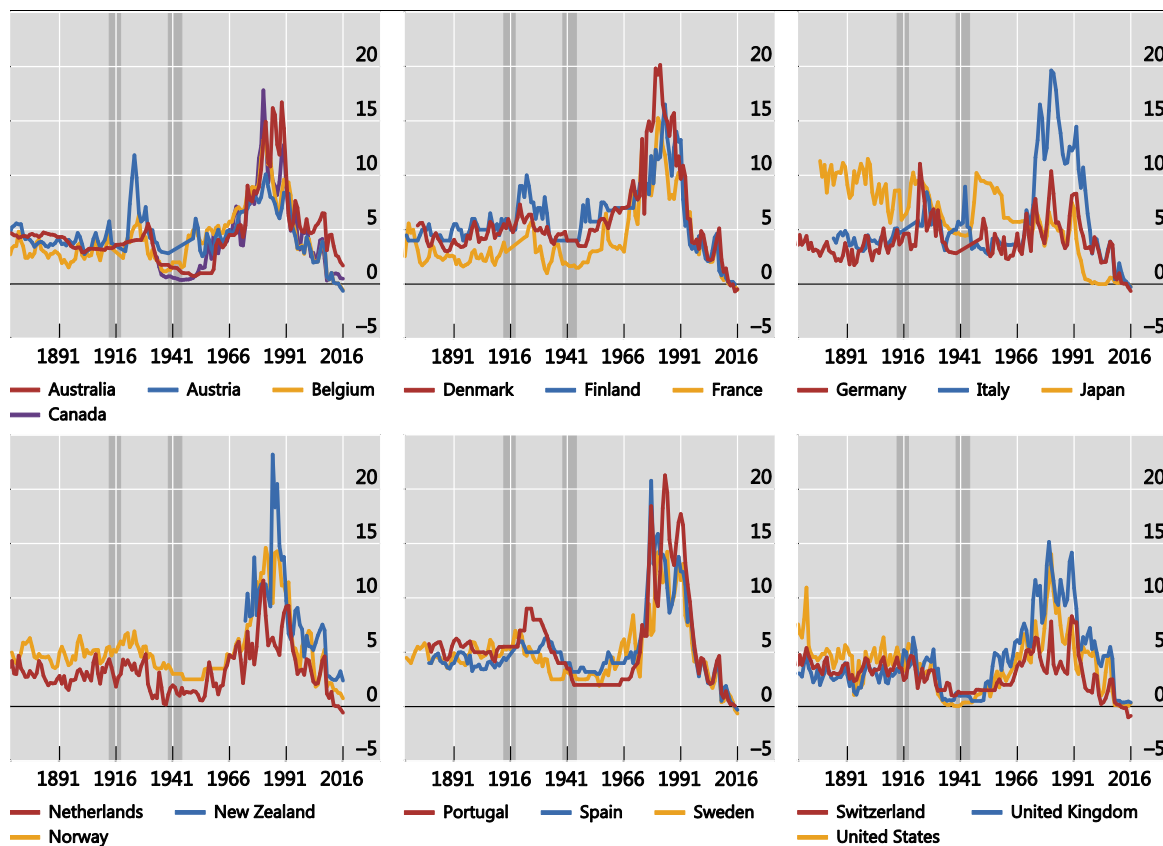 20
20
20
15
15
15
10
10
10
5
5
5
0
0
0
−5
−5
−5
1891 1916 1941 1966 1991 2016
1891 1916 1941 1966 1991 2016
1891 1916 1941 1966 1991 2016
Australia Austria Belgium
Canada
Denmark Finland France
Germany Italy Japan
20
20
20
15
15
15
10
10
10
5
5
5
0
0
0
−5
−5
−5
1891 1916 1941 1966 1991 2016
1891 1916 1941 1966 1991 2016
1891 1916 1941 1966 1991 2016
Netherlands New Zealand
Norway
Portugal Spain Sweden
Switzerland United Kingdom
United States